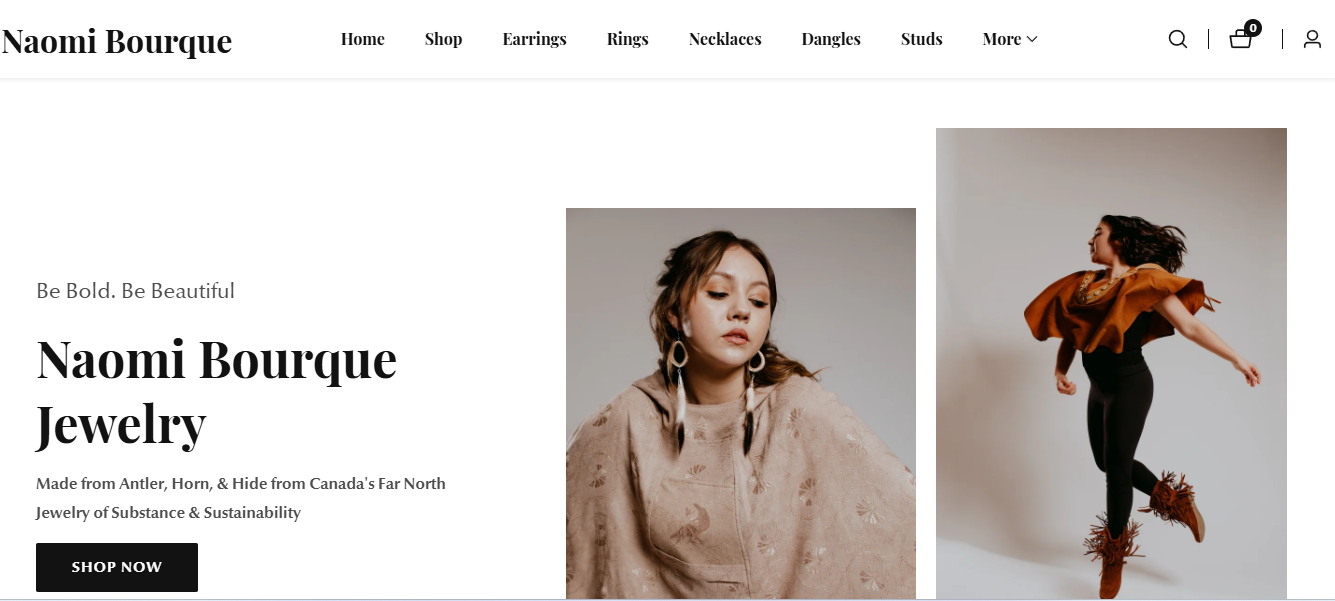 Naomi Bourque
Home Shop Earrings Rings Necklaces Dangles Studs More
0
Be Bold. Be Beautiful
Naomi Bourque
Jewelry
Made from Antler, Horn, & Hide from Canada's Far North
Jewelry of Substance & Sustainability
SHOP NOW